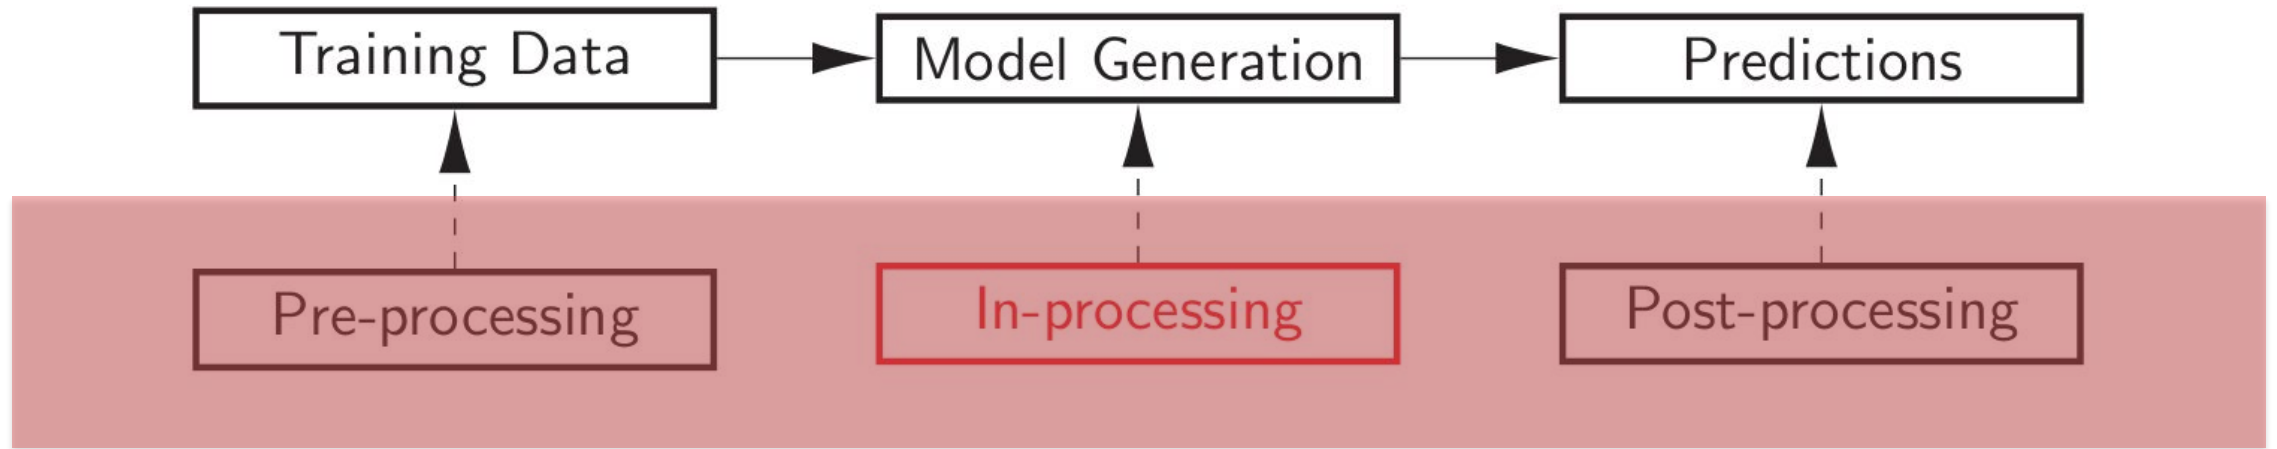 Training Data
Model Generation
Predictions
Pre-processing
In-processing
Post-processing